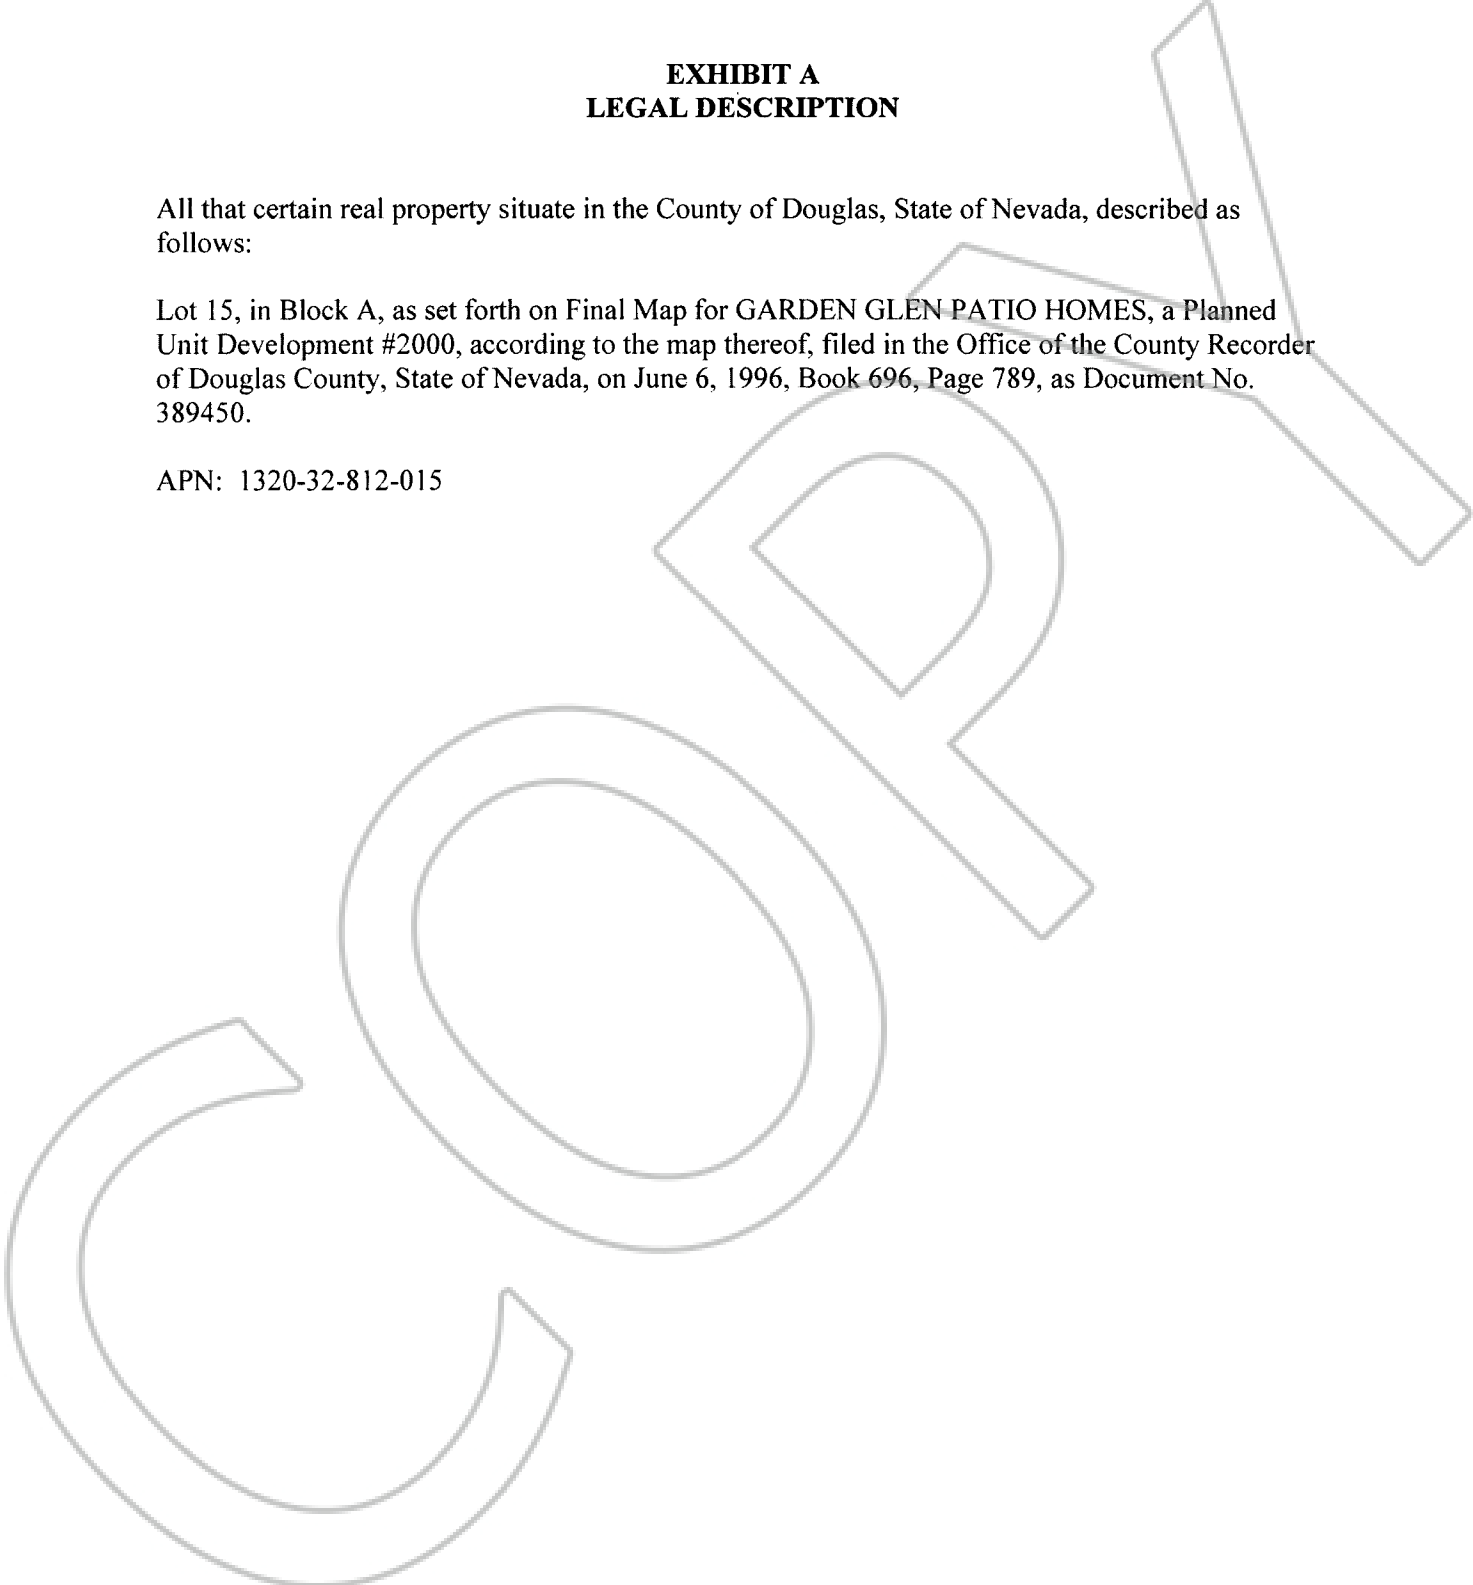 EXHIBIT A
LEGAL DESCRIPTION
All that certain real property situate in the County of Douglas, State of Nevada, described as
follows:
Lot 15, in Block A, as set forth on Final Map for GARDEN GLEN PATIO HOMES, a Planned
Unit Development #2000, according to the map thereof, filed in the Office of the County Recorder
of Douglas County, State of Nevada, on June 6, 1996, Book 696, Page 789, as Document No.
389450.
APN: 1320-32-812-015
COPY